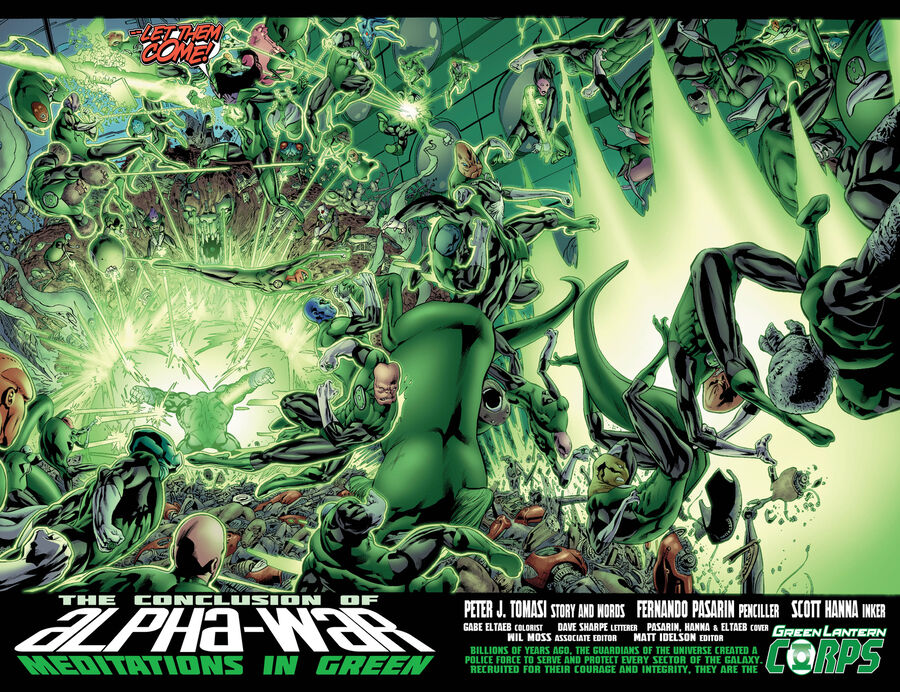 ...LET THEM
COME!
THE CONCLUSION OF
ALPHA-WAR
MEDITATIONS IN GREEN
PETER J. TOMASI STORY AND WORDS FERNANDO PASARIN PENCILLER SCOTT HANNA INKER
GABE ELTAEB COLORIST DAVE SHARPE LETTERER PASARIN, HANNA & ELTAEB COVER
WIL MOSS ASSOCIATE EDITOR MATT IDELSON EDITOR
BILLIONS OF YEARS AGO, THE GUARDIANS OF THE UNIVERSE CREATED A
POLICE FORCE TO SERVE AND PROTECT EVERY SECTOR OF THE GALAXY.
RECRUITED FOR THEIR COURAGE AND INTEGRITY, THEY ARE THE
GREEN LANTERN
CORPS